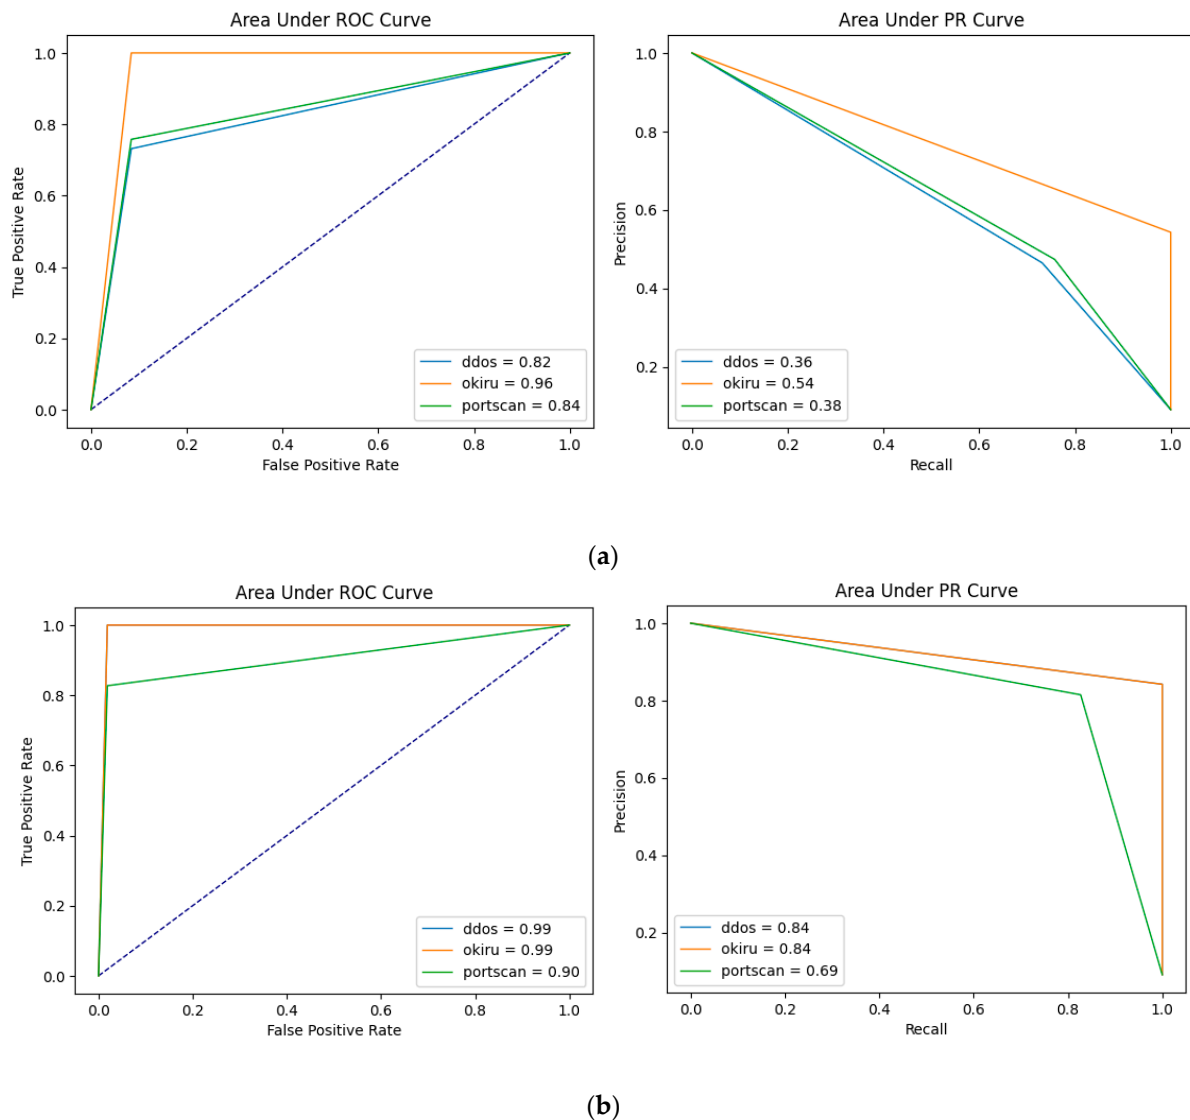 Area Under ROC Curve
True Positive Rate
1.0
0.8
0.6
0.4
0.2
0.0
ddos = 0.82
okiru = 0.96
portscan = 0.84
0.0 0.2 0.4 0.6 0.8 1.0
False Positive Rate
Area Under PR Curve
Precision
1.0
0.8
0.6
0.4
0.2
ddos = 0.36
okiru = 0.54
portscan = 0.38
0.0 0.2 0.4 0.6 0.8 1.0
Recall
(a)
Area Under ROC Curve
True Positive Rate
1.0
0.8
0.6
0.4
0.2
0.0
ddos = 0.99
okiru = 0.99
portscan = 0.90
0.0 0.2 0.4 0.6 0.8 1.0
False Positive Rate
Area Under PR Curve
Precision
1.0
0.8
0.6
0.4
0.2
ddos = 0.84
okiru = 0.84
portscan = 0.69
0.0 0.2 0.4 0.6 0.8 1.0
Recall
(b)